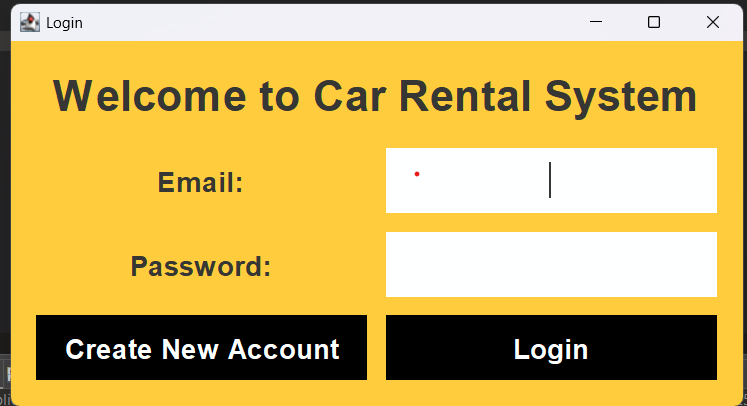 Login
Welcome to Car Rental System
Email:
Password:
Create New Account
Login